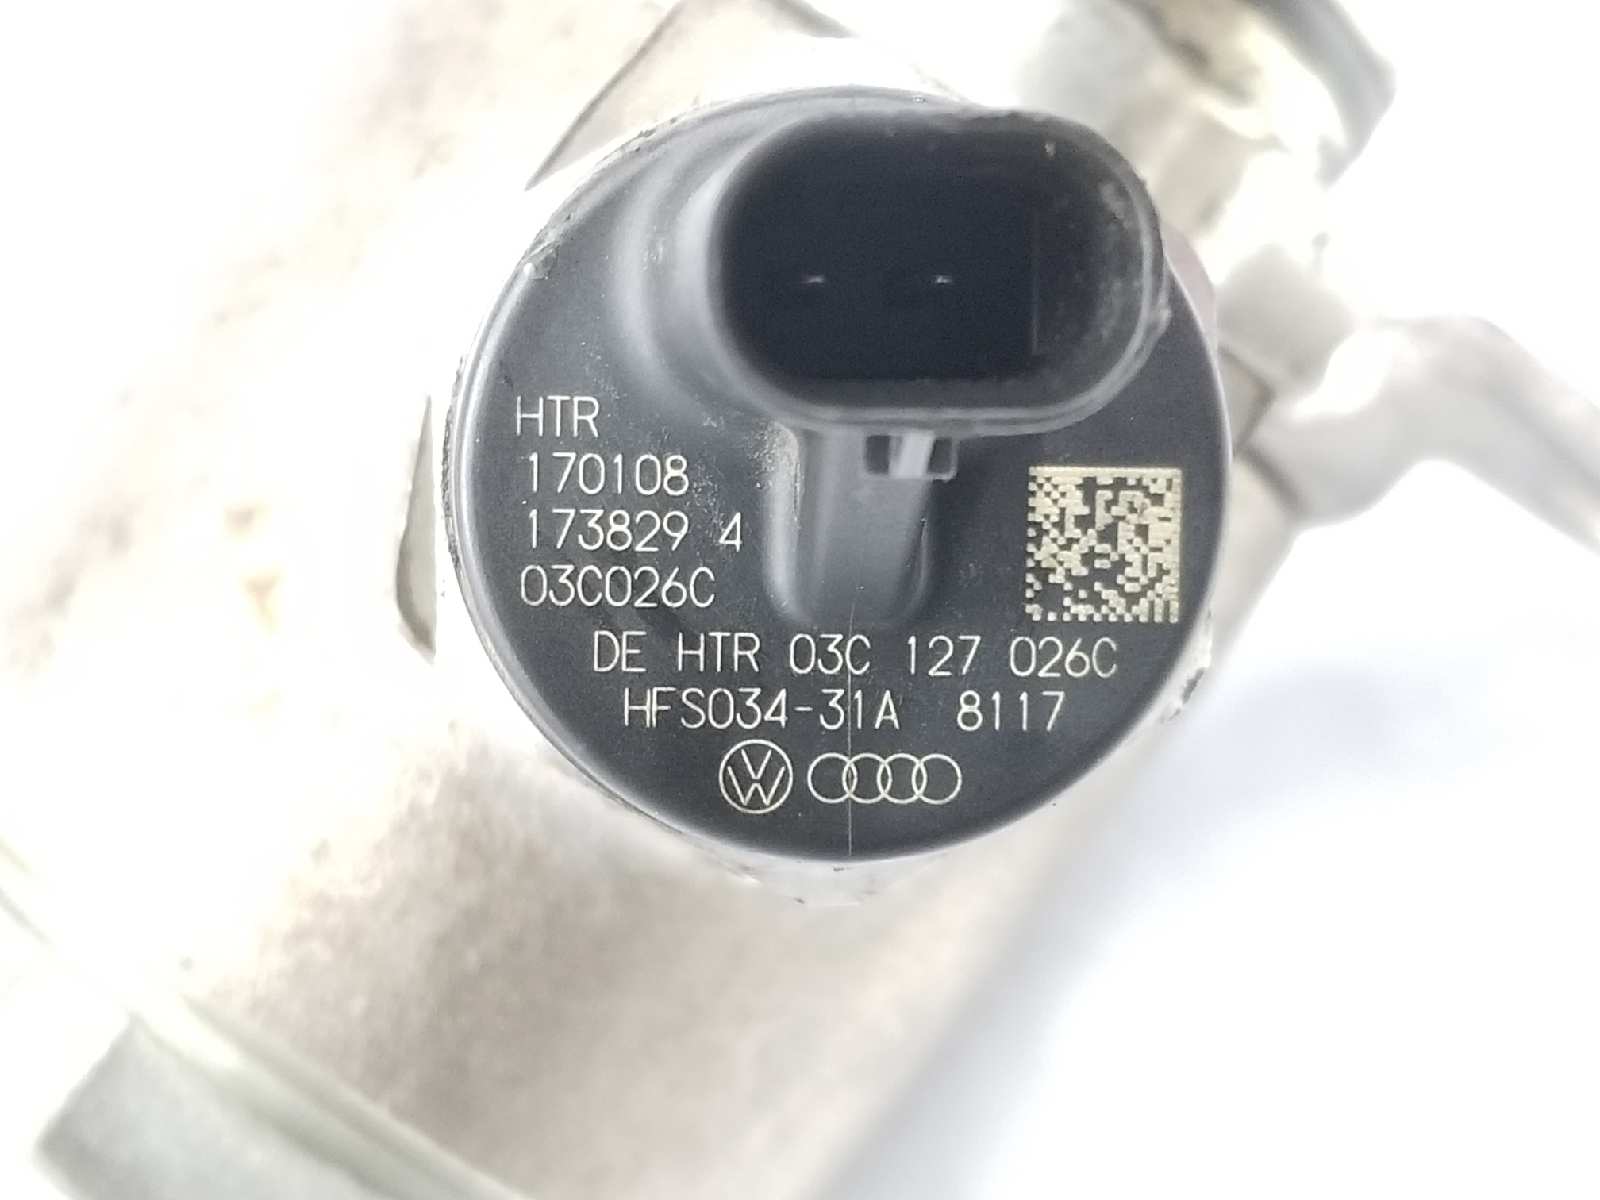 HTR
170108
173829 4
03C026C
DE HTR 03C 127 026C
HFS034-31A 8117